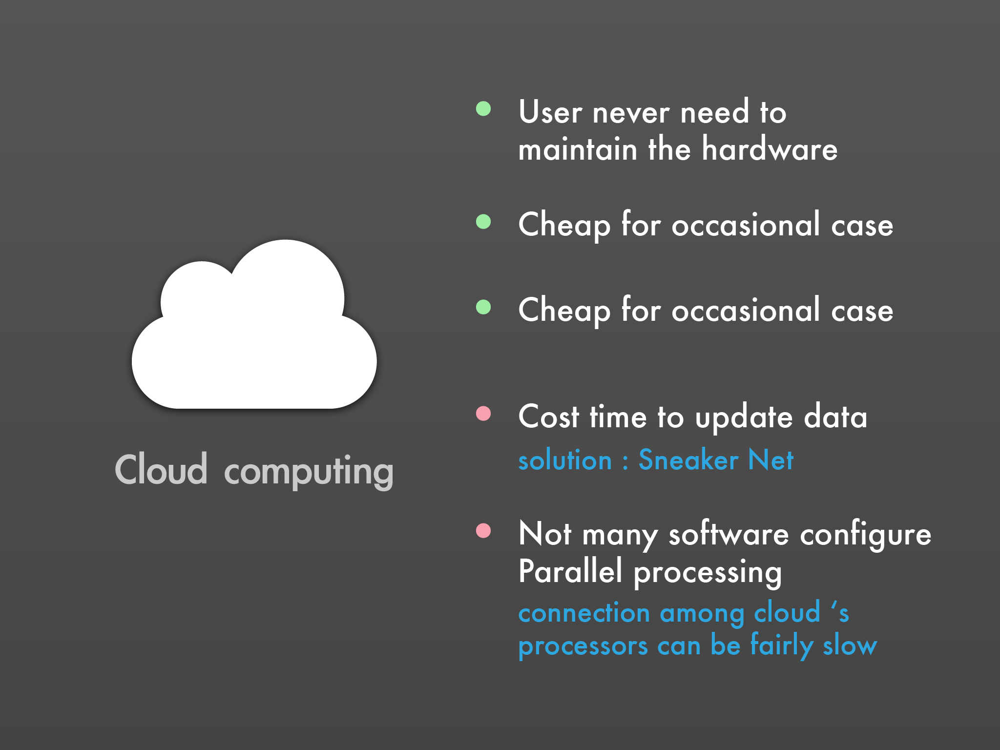 User never need to
maintain the hardware
Cheap for occasional case
Cheap for occasional case
Cost time to update data
solution : Sneaker Net
Not many software configure
Parallel processing
connection among cloud ‘s
processors can be fairly slow
Cloud computing